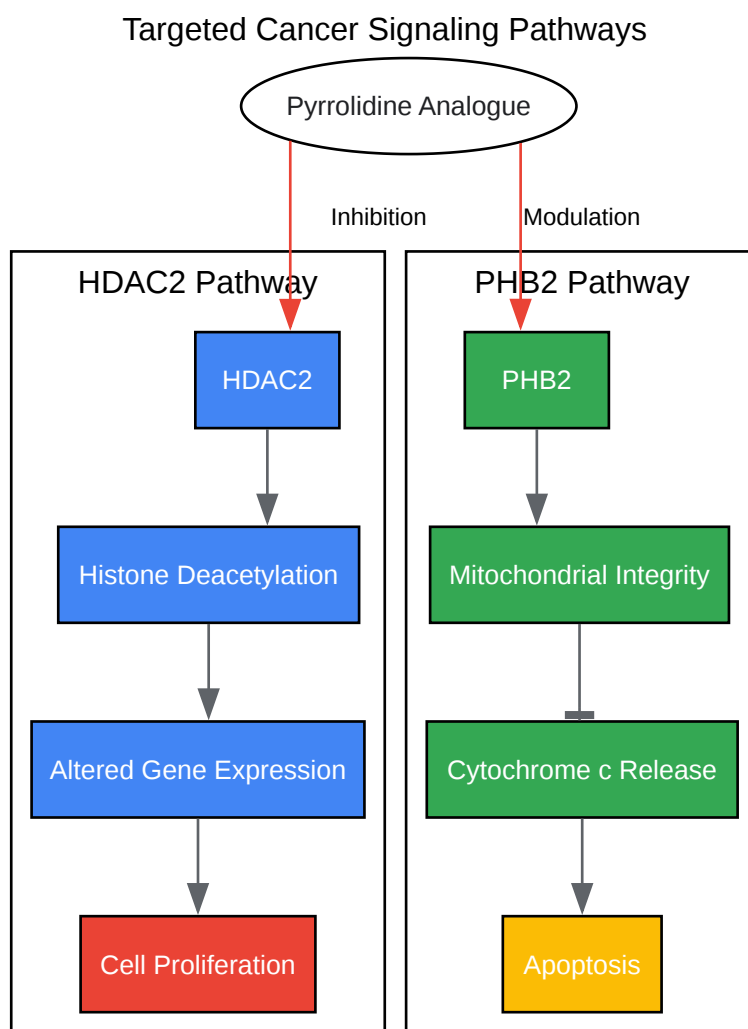 Targeted Cancer Signaling Pathways
Pyrrolidine Analogue
Inhibition
Modulation
HDAC2 Pathway
HDAC2
Histone Deacetylation
Altered Gene Expression
Cell Proliferation
PHB2 Pathway
PHB2
Mitochondrial Integrity
Cytochrome c Release
Apoptosis